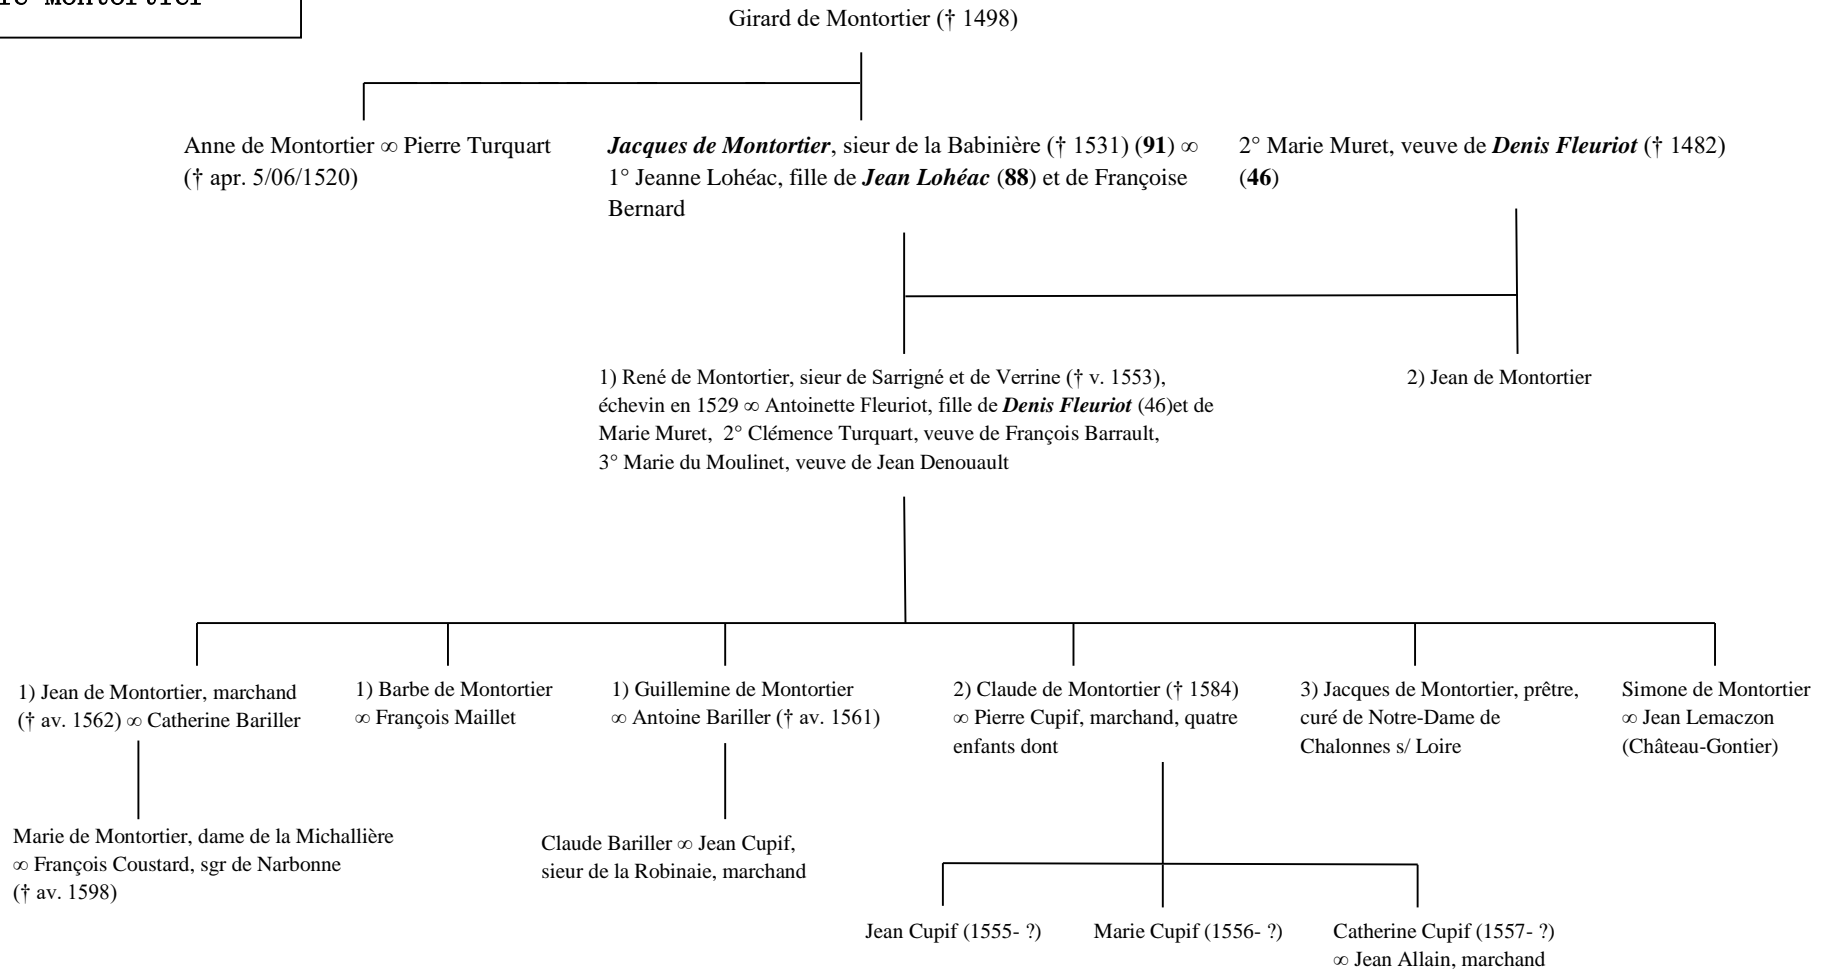 de Montortier
Girard de Montortier († 1498)
Anne de Montortier ∞ Pierre Turquart
(† apr. 5/06/1520)
Jacques de Montortier, sieur de la Babinière († 1531) (91) ∞
1° Jeanne Lohéac, fille de Jean Lohéac (88) et de Françoise
Bernard
2° Marie Muret, veuve de Denis Fleuriot († 1482)
(46)
1) René de Montortier, sieur de Sarrigné et de Verrine († v. 1553),
échevin en 1529 ∞ Antoinette Fleuriot, fille de Denis Fleuriot (46)et de
Marie Muret, 2° Clémence Turquart, veuve de François Barrault,
3° Marie du Moulinet, veuve de Jean Denouault
2) Jean de Montortier
1) Jean de Montortier, marchand
(† av. 1562) ∞ Catherine Bariller
1) Barbe de Montortier
∞ François Maillet
1) Guillemine de Montortier
∞ Antoine Bariller († av. 1561)
2) Claude de Montortier († 1584)
∞ Pierre Cupif, marchand, quatre
enfants dont
3) Jacques de Montortier, prêtre,
curé de Notre-Dame de
Chalonnes s/ Loire
Simone de Montortier
∞ Jean Lemaczon
(Château-Gontier)
Marie de Montortier, dame de la Michallière
∞ François Coustard, sgr de Narbonne
(† av. 1598)
Claude Bariller ∞ Jean Cupif,
sieur de la Robinaie, marchand
Jean Cupif (1555- ?)
Marie Cupif (1556- ?)
Catherine Cupif (1557- ?)
∞ Jean Allain, marchand